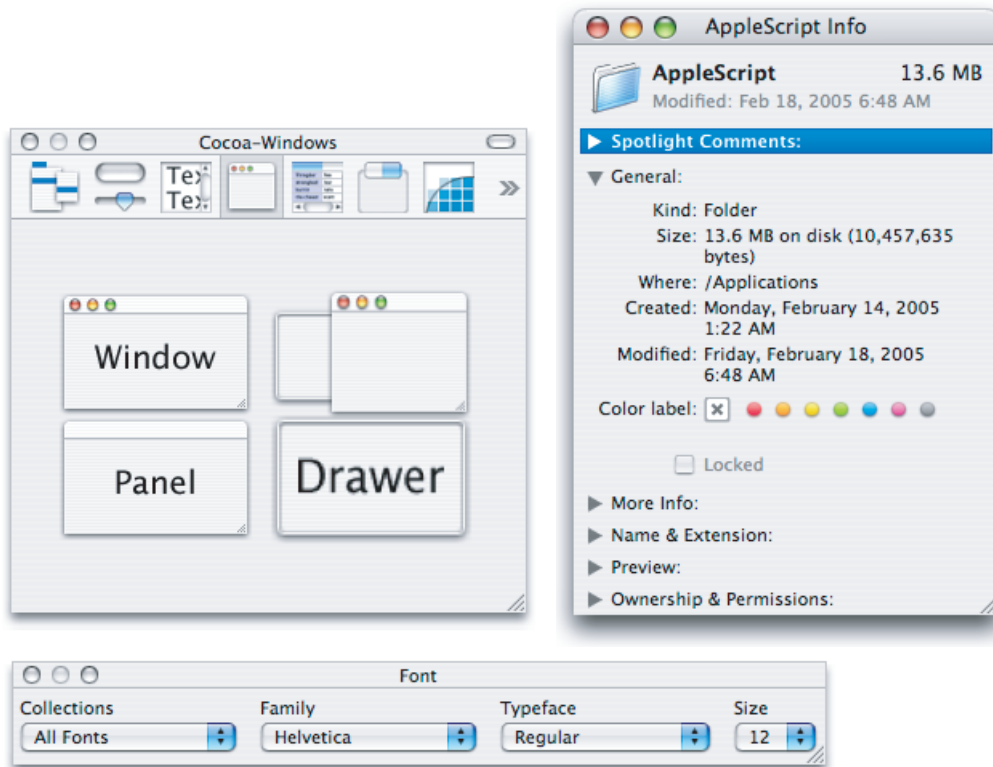 AppleScript Info
AppleScript 13.6 MB
Modified: Feb 18, 2005 6:48 AM
Spotlight Comments:
General:
Kind: Folder
Size: 13.6 MB on disk (10,457,635
bytes)
Where: /Applications
Created: Monday, February 14, 2005
1:22 AM
Modified: Friday, February 18, 2005
6:48 AM
Color label:
Locked
More Info:
Name & Extension:
Preview:
Ownership & Permissions:
Cocoa-Windows
Tex
Tex
Window
Panel
Drawer
Font
Collections Family Typeface Size
All Fonts Helvetica Regular 12